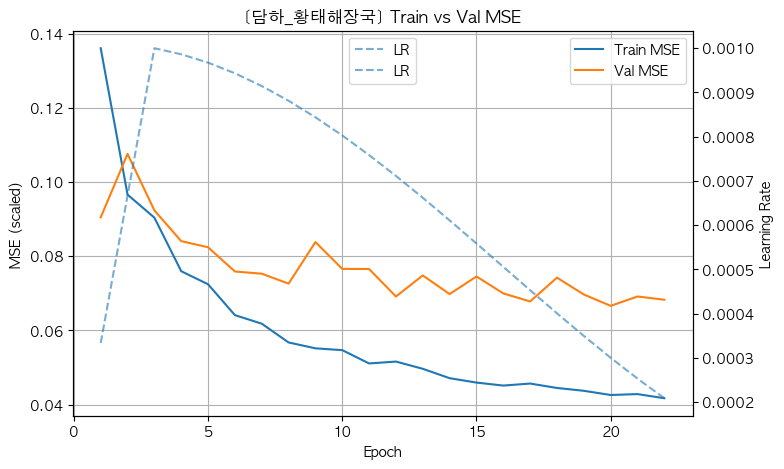 [담하_황태해장국] Train vs Val MSE
LR
LR
Train MSE
Val MSE
0.14
0.12
0.10
0.08
0.06
0.04
MSE (scaled)
0.0010
0.0009
0.0008
0.0007
0.0006
0.0005
0.0004
0.0003
0.0002
Learning Rate
0 5 10 15 20
Epoch